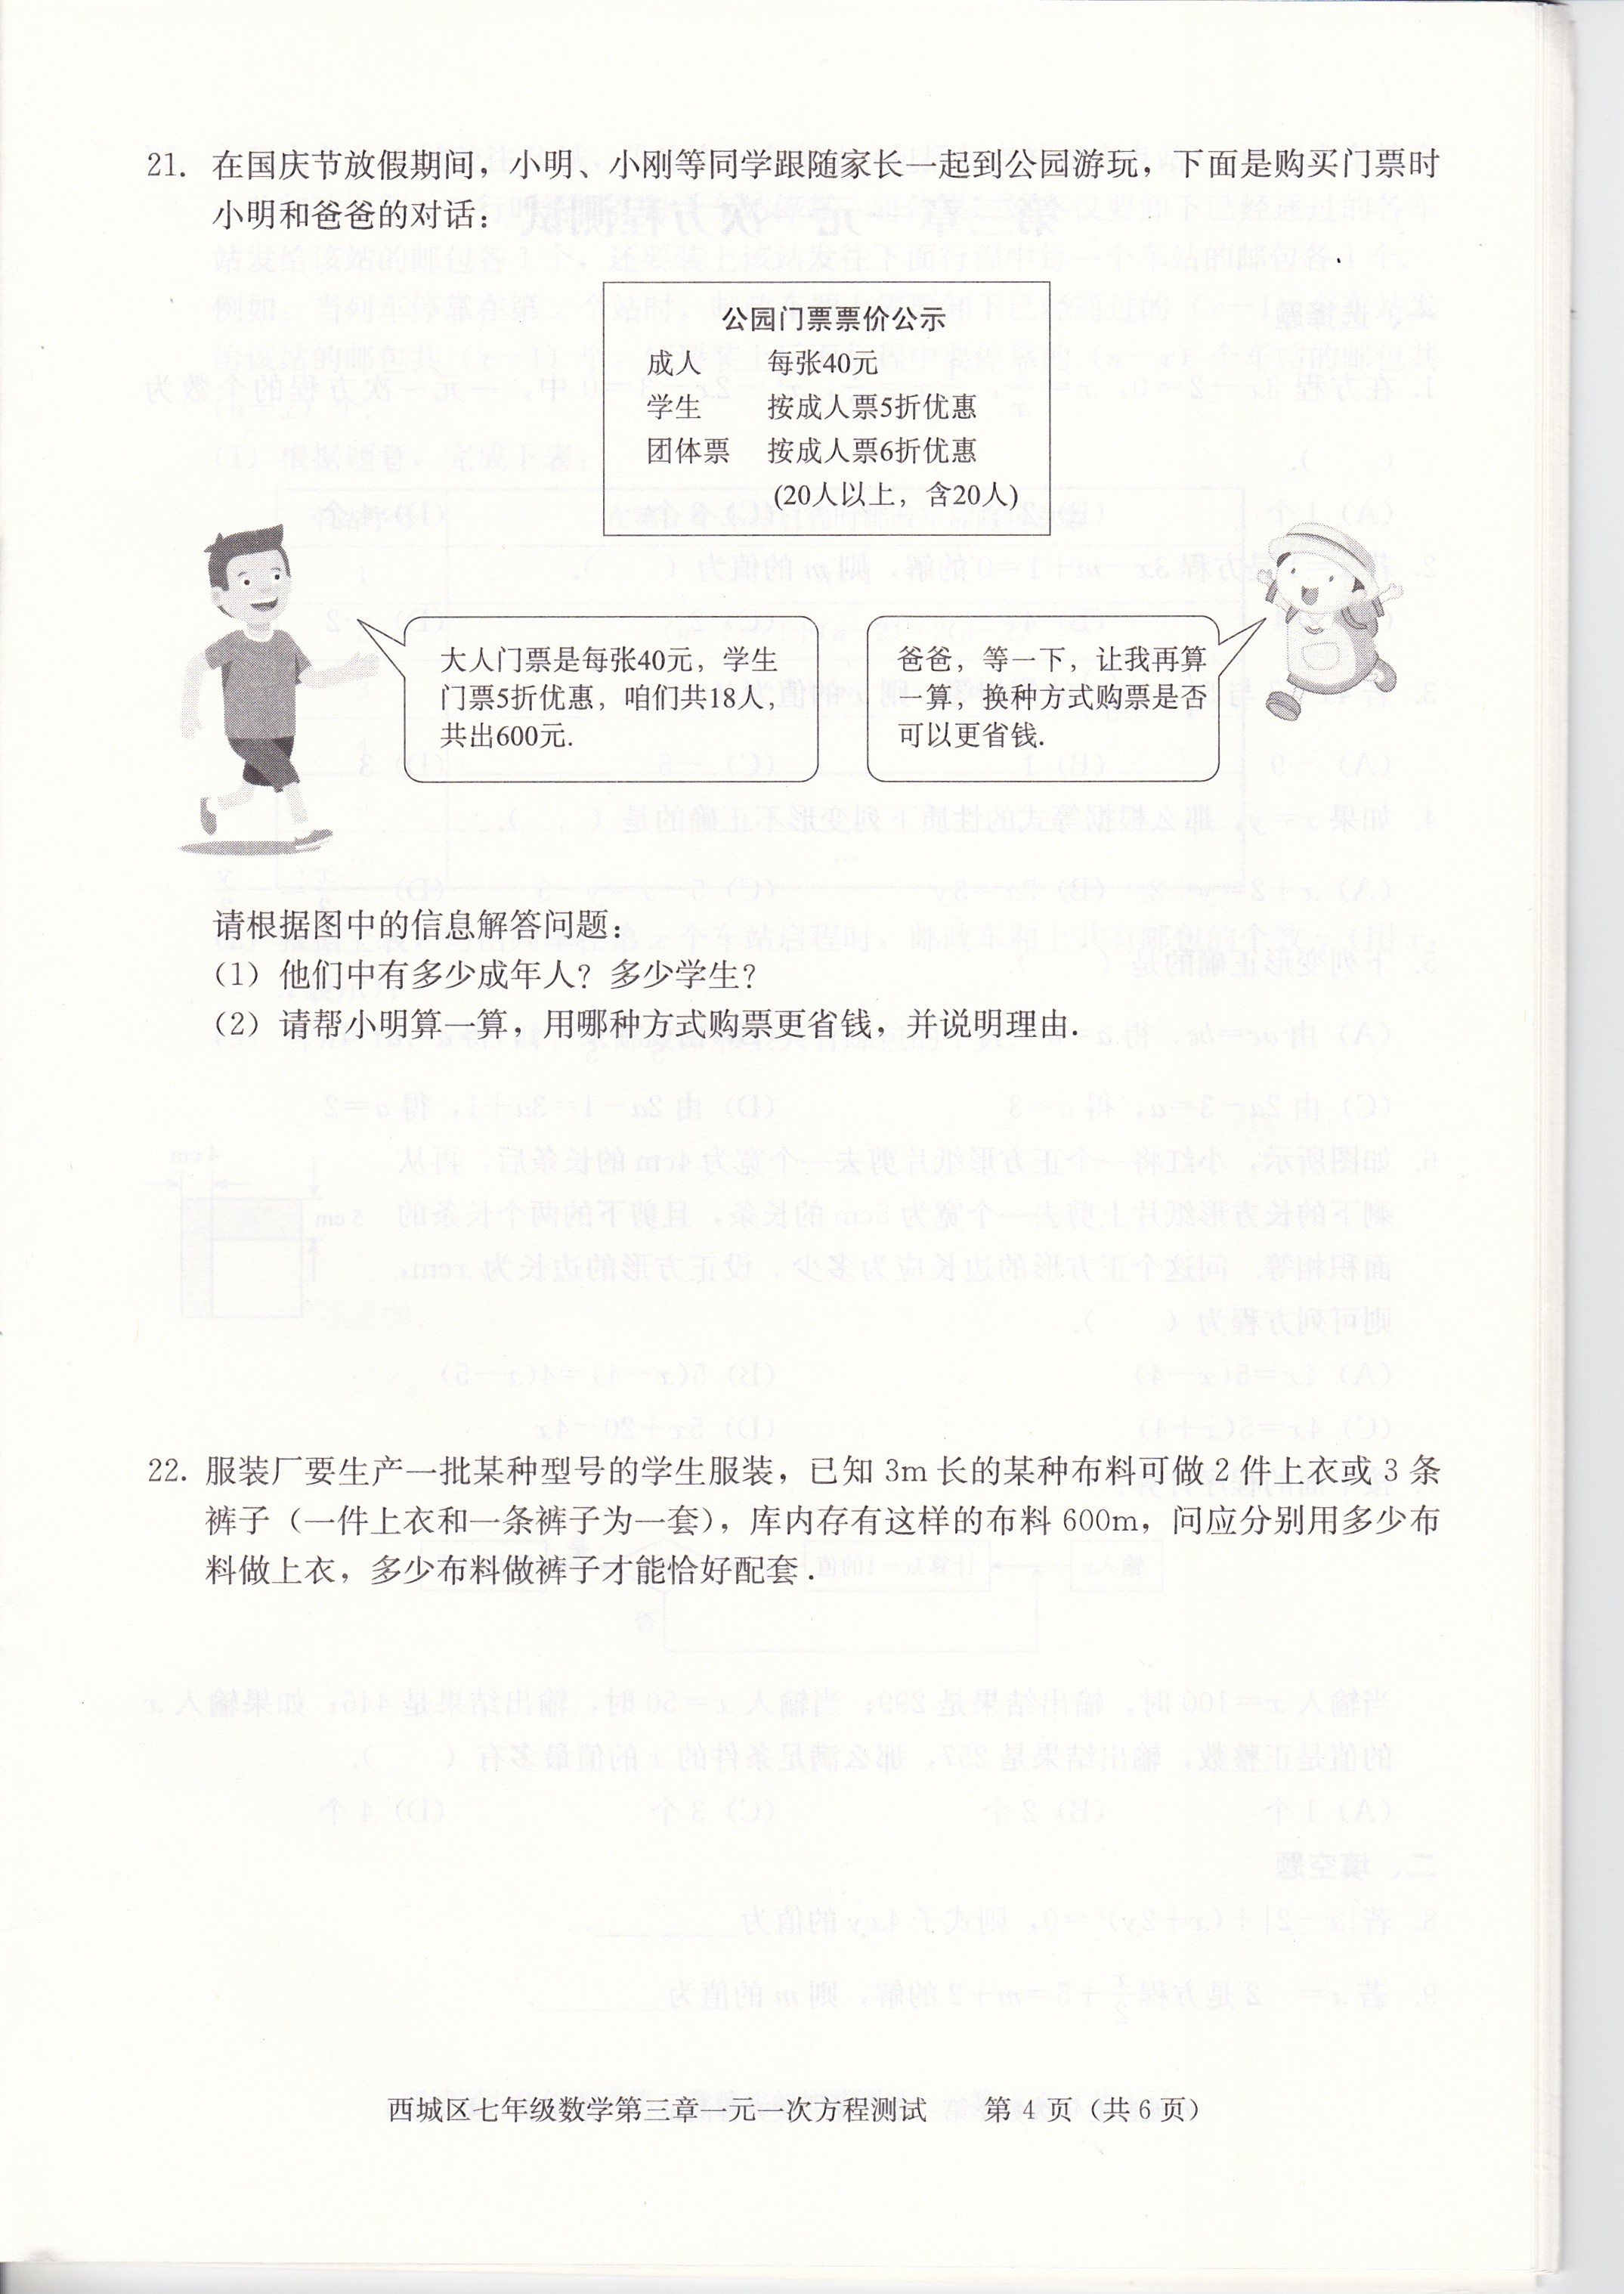 21. 在国庆节放假期间，小明、小刚等同学跟随家长一起到公园游玩，下面是购买门票时
小明和爸爸的对话：
公园门票票价公示
成人 每张40元
学生 按成人票5折优惠
团体票 按成人票6折优惠
(20人以上，含20人)
大人门票是每张40元，学生
门票5折优惠，咱们共18人，
共出600元.
爸爸，等一下，让我再算
一算，换种方式购票是否
可以更省钱.
请根据图中的信息解答问题：
（1）他们中有多少成年人？多少学生？
（2）请帮小明算一算，用哪种方式购票更省钱，并说明理由.
22. 服装厂要生产一批某种型号的学生服装，已知 3m 长的某种布料可做 2 件上衣或 3 条
裤子（一件上衣和一条裤子为一套），库内存有这样的布料 600m，问应分别用多少布
料做上衣，多少布料做裤子才能恰好配套.
西城区七年级数学第三章一元一次方程测试 第 4 页（共 6 页）